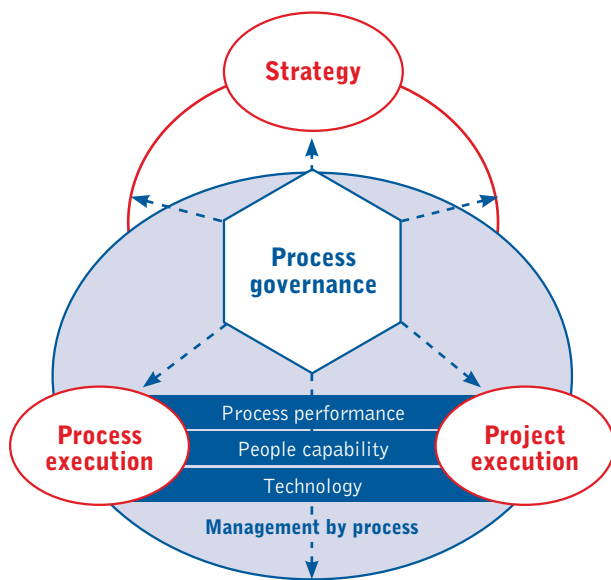 Strategy
Process
governance
Process performance
Process
execution
People capability
Project
execution
Technology
Management by process